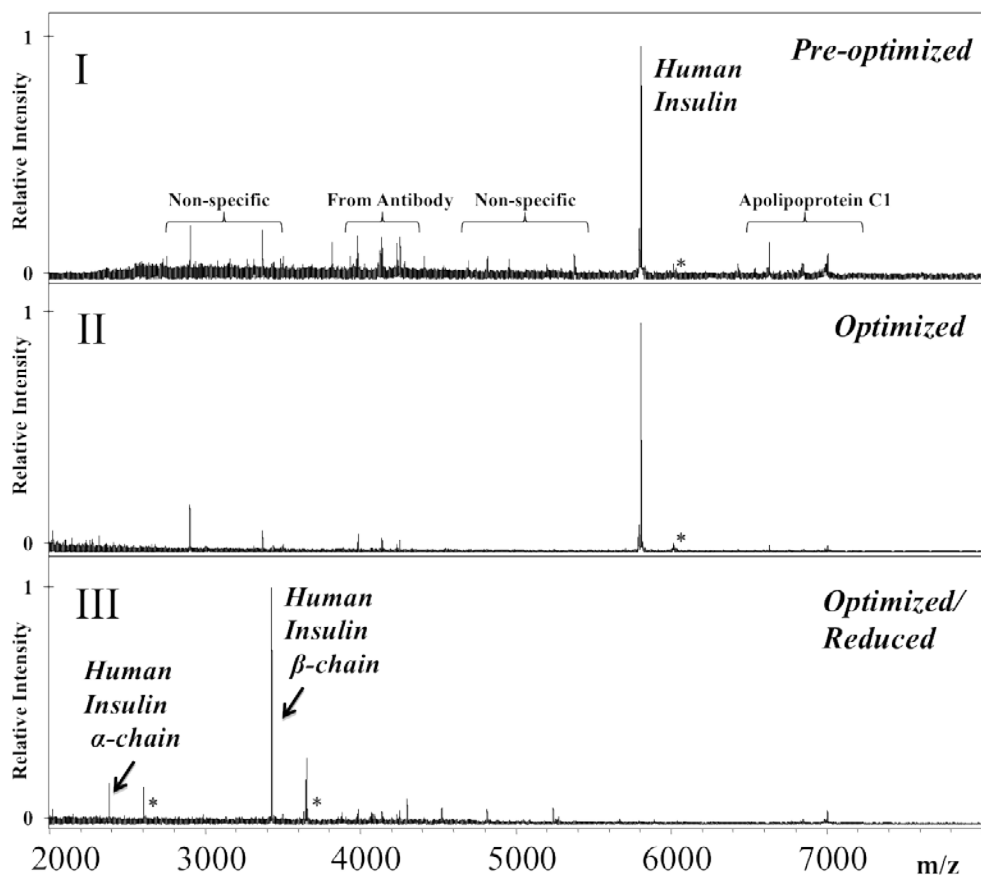 1
Relative Intensity
0
I
Pre-optimized
Human
Insulin
Non-specific
From Antibody
Non-specific
Apolipoprotein C1
*
1
Relative Intensity
0
II
Optimized
*
1
Relative Intensity
0
III
Optimized/
Reduced
Human
Insulin
β-chain
Human
Insulin
α-chain
*
*
2000 3000 4000 5000 6000 7000 m/z